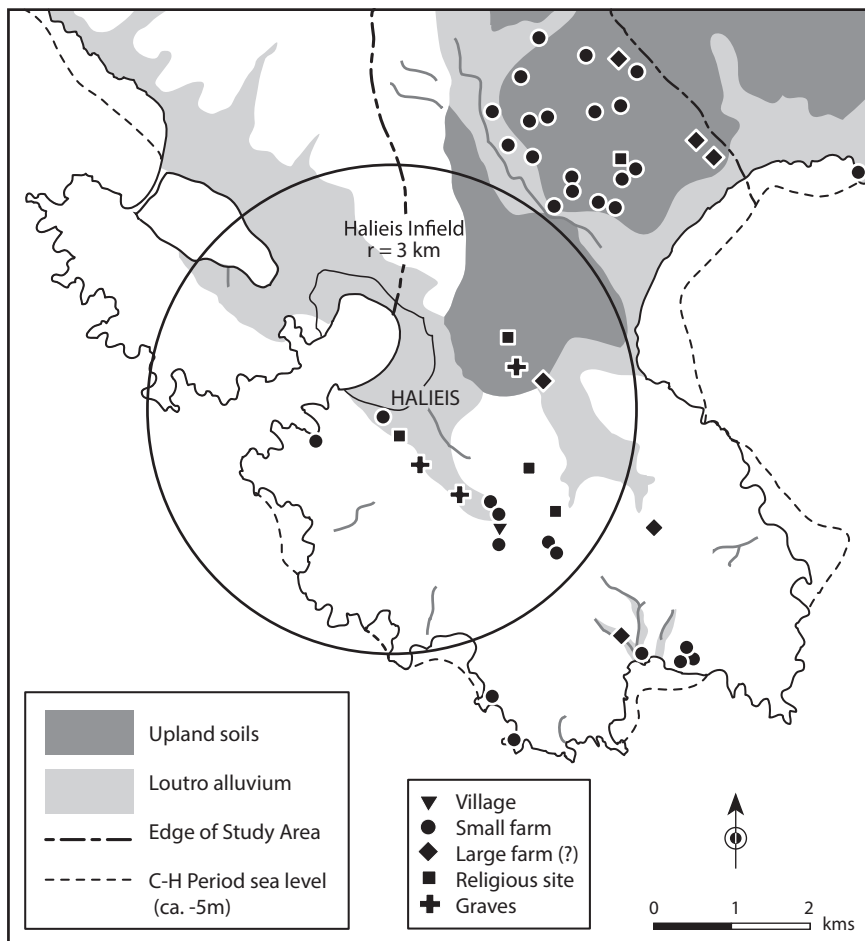 Halieis Infield
r = 3 km
HALIEIS
Upland soils
Loutro alluvium
Edge of Study Area
C-H Period sea level
(ca. -5m)
Village
Small farm
Large farm (?)
Religious site
Graves
0 1 2
kms